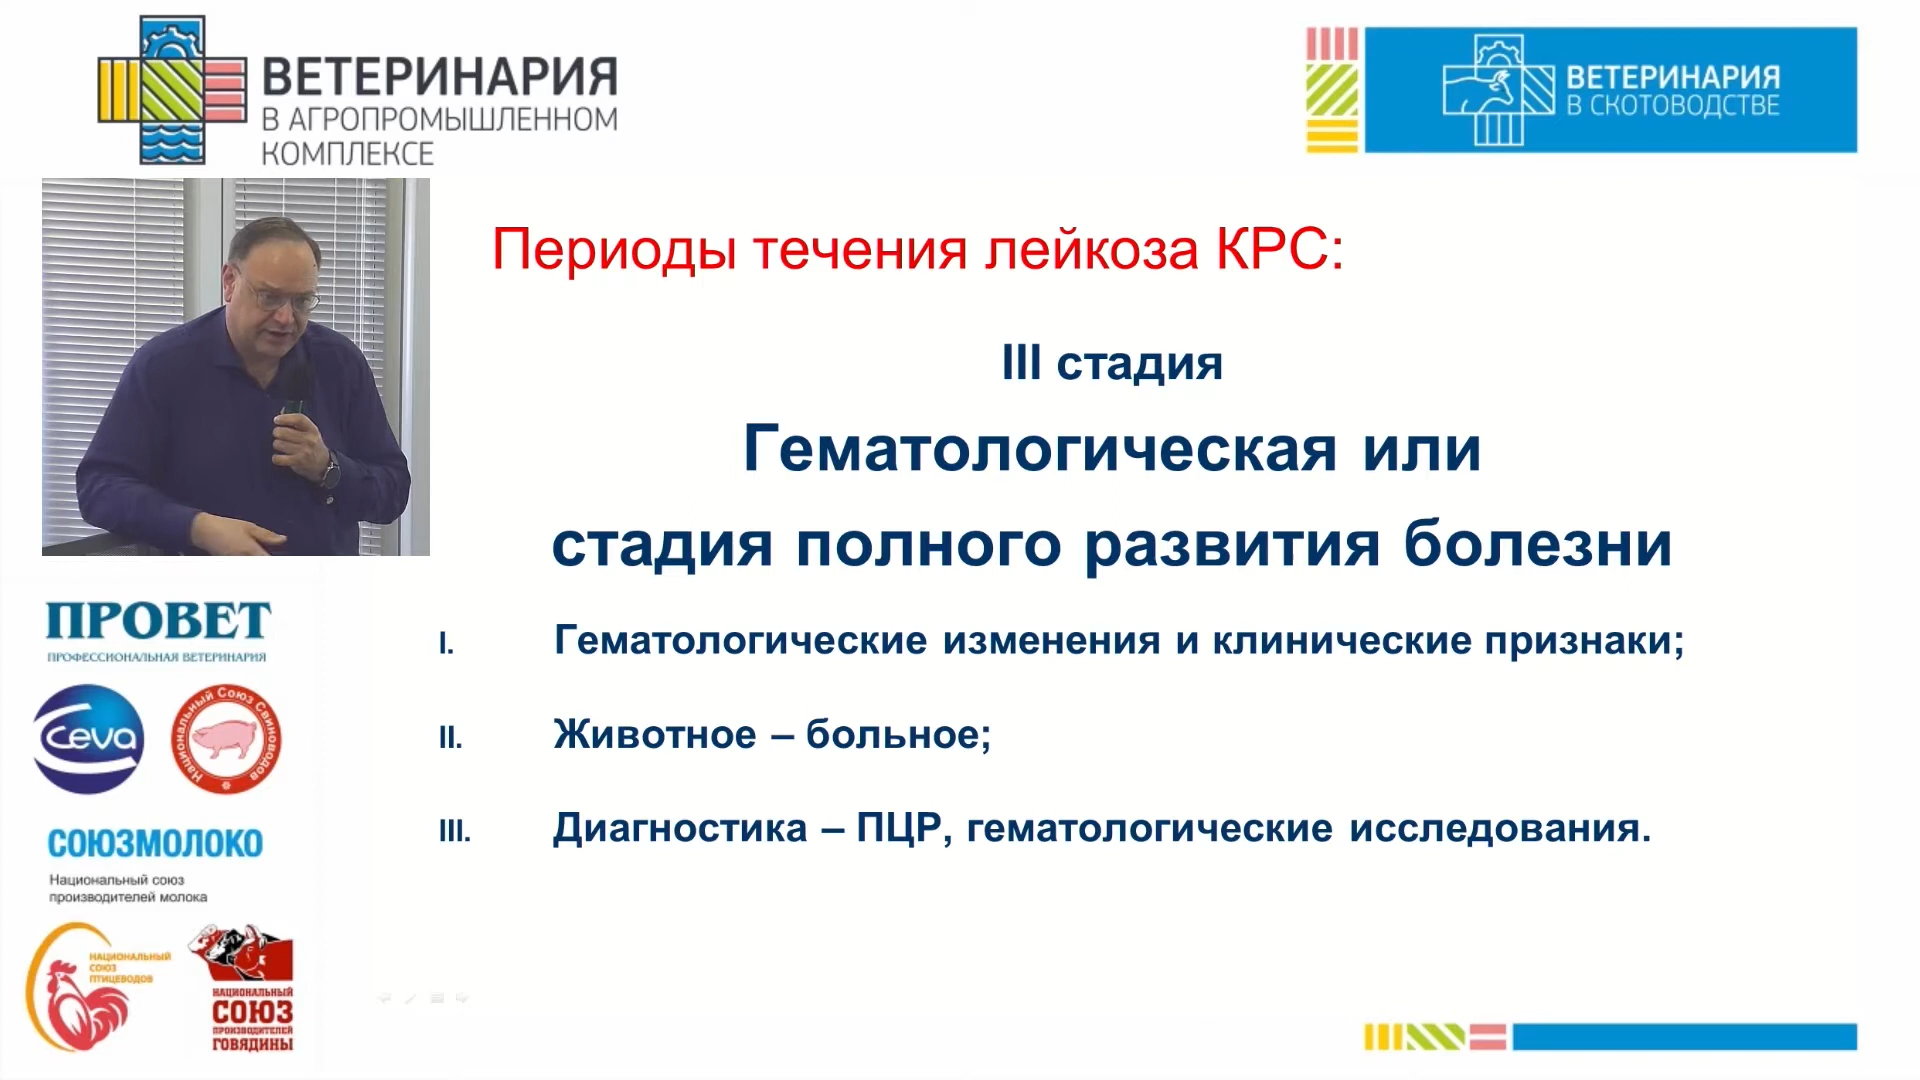 ВЕТЕРИНАРИЯ
В АГРОПРОМЫШЛЕННОМ
КОМПЛЕКСЕ
ВЕТЕРИНАРИЯ
В СКОТОВОДСТВЕ
Периоды течения лейкоза КРС:
III стадия
Гематологическая или
стадия полного развития болезни
I. Гематологические изменения и клинические признаки;
II. Животное – больное;
III. Диагностика – ПЦР, гематологические исследования.
ПРОВЕТ
ПРОФЕССИОНАЛЬНАЯ ВЕТЕРИНАРИЯ
Ceva
Национальный Союз Свиноводов
СОЮЗМОЛОКО
Национальный союз
производителей молока
НАЦИОНАЛЬНЫЙ
СОЮЗ
ПТИЦЕВОДОВ
НАЦИОНАЛЬНЫЙ
СОЮЗ
ПРОИЗВОДИТЕЛЕЙ
ГОВЯДИНЫ